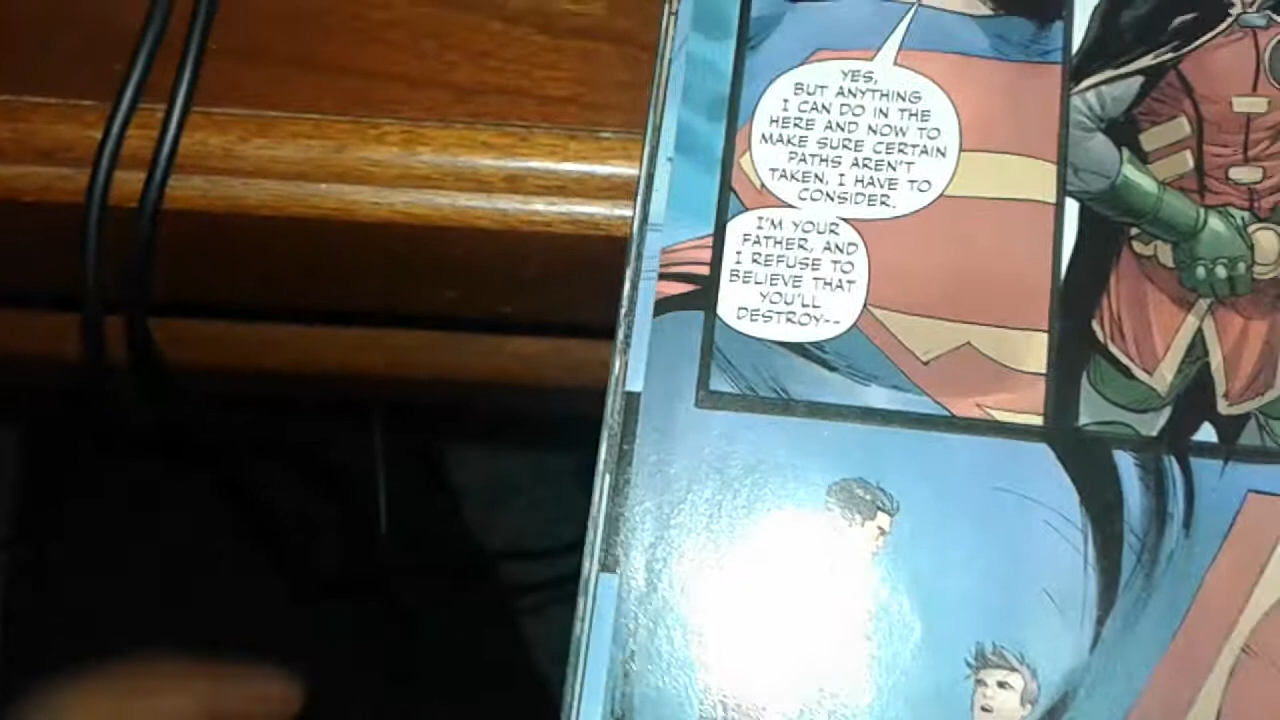 YES,
BUT ANYTHING
I CAN DO IN THE
HERE AND NOW TO
MAKE SURE CERTAIN
PATHS AREN'T
TAKEN, I HAVE TO
CONSIDER.
I'M YOUR
FATHER, AND
I REFUSE TO
BELIEVE THAT
YOU'LL
DESTROY--